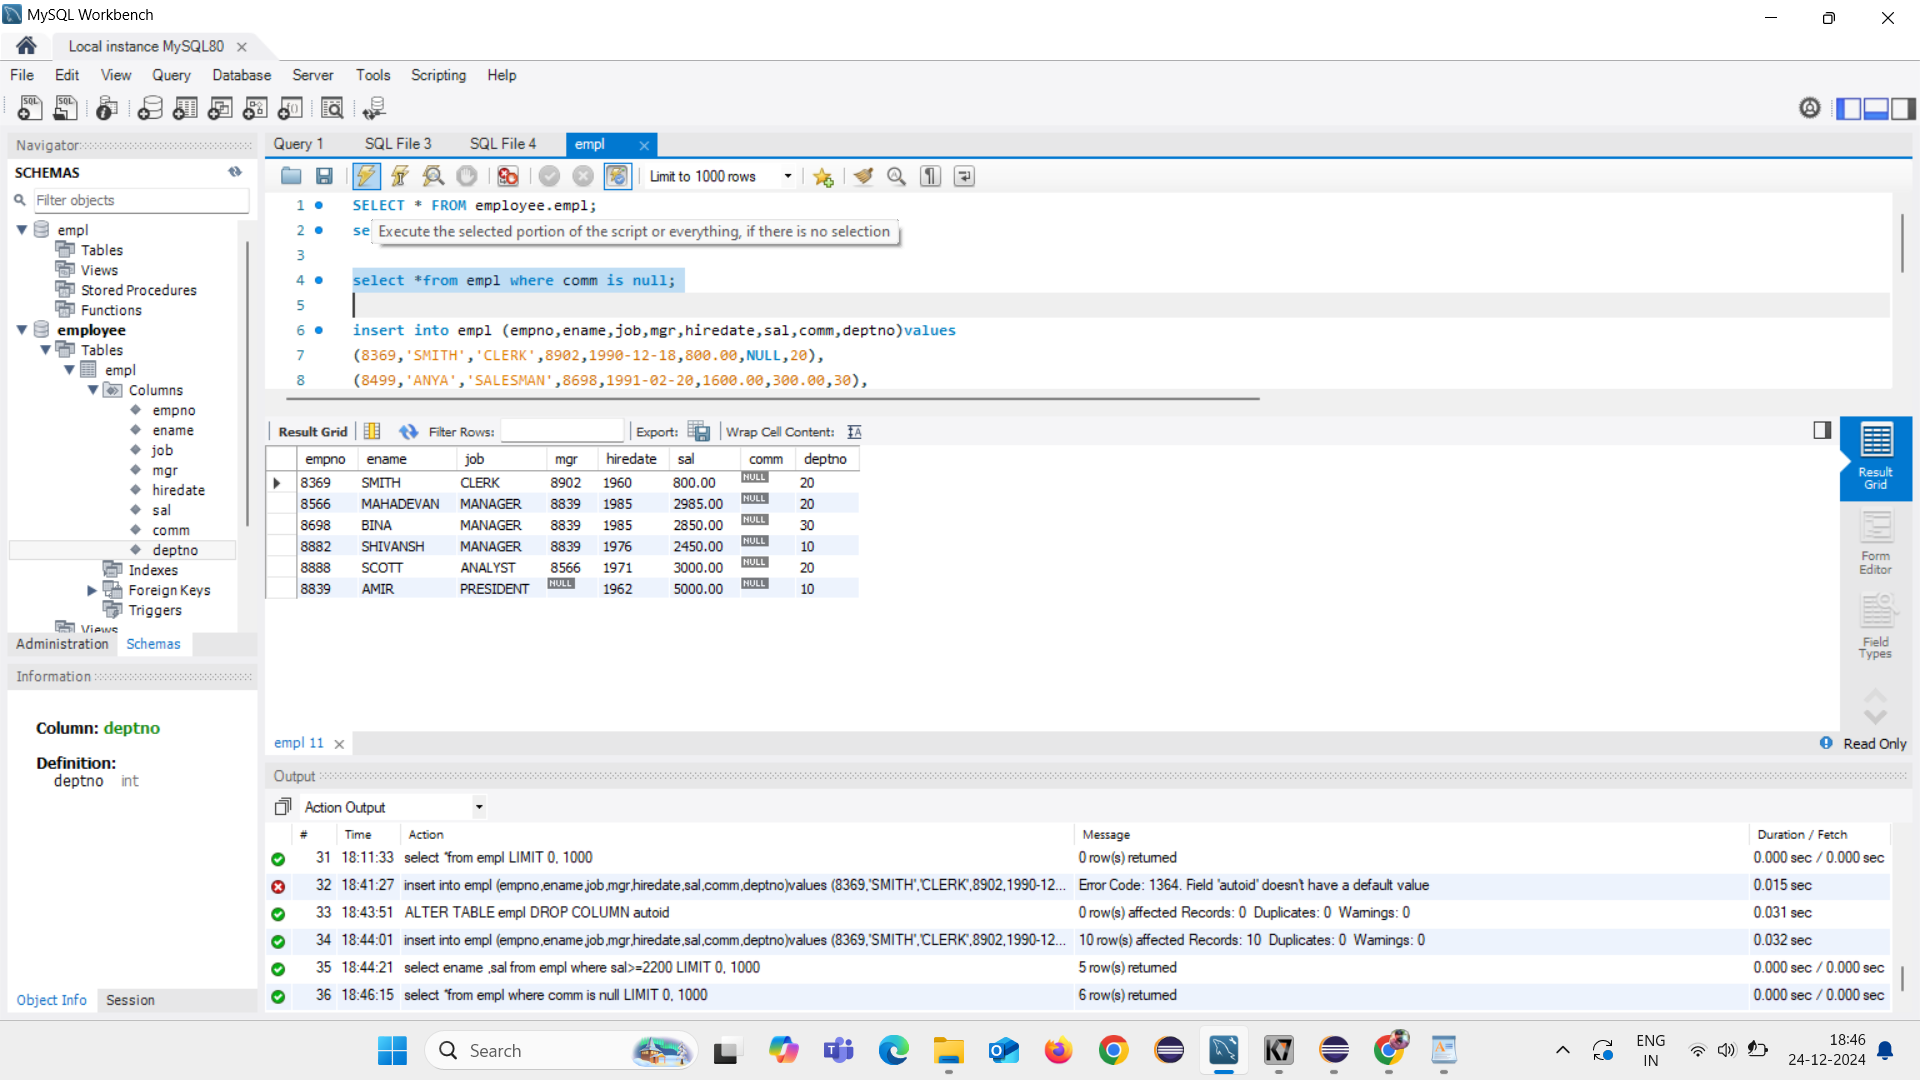 MySQL Workbench
Local instance MySQL80
File Edit View Query Database Server Tools Scripting Help
Navigator
SCHEMAS
Filter objects
empl
Tables
Views
Stored Procedures
Functions
employee
Tables
empl
Columns
empno
ename
job
mgr
hiredate
sal
comm
deptno
Indexes
Foreign Keys
Triggers
Views
Administration Schemas
Information
Column: deptno
Definition:
deptno int
Object Info Session
Query 1 SQL File 3 SQL File 4 empl
Limit to 1000 rows
1 SELECT * FROM employee.empl;
2 se
Execute the selected portion of the script or everything, if there is no selection
3
4 select *from empl where comm is null;
5
6 insert into empl (empno,ename,job,mgr,hiredate,sal,comm,deptno)values
7 (8369,'SMITH','CLERK',8902,1990-12-18,800.00,NULL,20),
8 (8499,'ANYA','SALESMAN',8698,1991-02-20,1600.00,300.00,30),
Result Grid Filter Rows: Export: Wrap Cell Content:
empno ename job mgr hiredate sal comm deptno
8369 SMITH CLERK 8902 1960 800.00 NULL 20
8566 MAHADEVAN MANAGER 8839 1985 2985.00 NULL 20
8698 BINA MANAGER 8839 1985 2850.00 NULL 30
8882 SHIVANSH MANAGER 8839 1976 2450.00 NULL 10
8888 SCOTT ANALYST 8566 1971 3000.00 NULL 20
8839 AMIR PRESIDENT NULL 1962 5000.00 NULL 10
Result
Grid
Form
Editor
Field
Types
empl 11
Read Only
Output
Action Output
# Time Action Message Duration / Fetch
31 18:11:33 select *from empl LIMIT 0, 1000 0 row(s) returned 0.000 sec / 0.000 sec
32 18:41:27 insert into empl (empno,ename,job,mgr,hiredate,sal,comm,deptno)values (8369,'SMITH','CLERK',8902,1990-12... Error Code: 1364. Field 'autoid' doesn't have a default value 0.015 sec
33 18:43:51 ALTER TABLE empl DROP COLUMN autoid 0 row(s) affected Records: 0 Duplicates: 0 Warnings: 0 0.031 sec
34 18:44:01 insert into empl (empno,ename,job,mgr,hiredate,sal,comm,deptno)values (8369,'SMITH','CLERK',8902,1990-12... 10 row(s) affected Records: 10 Duplicates: 0 Warnings: 0 0.032 sec
35 18:44:21 select ename ,sal from empl where sal>=2200 LIMIT 0, 1000 5 row(s) returned 0.000 sec / 0.000 sec
36 18:46:15 select *from empl where comm is null LIMIT 0, 1000 6 row(s) returned 0.000 sec / 0.000 sec
Search
ENG
IN
18:46
24-12-2024